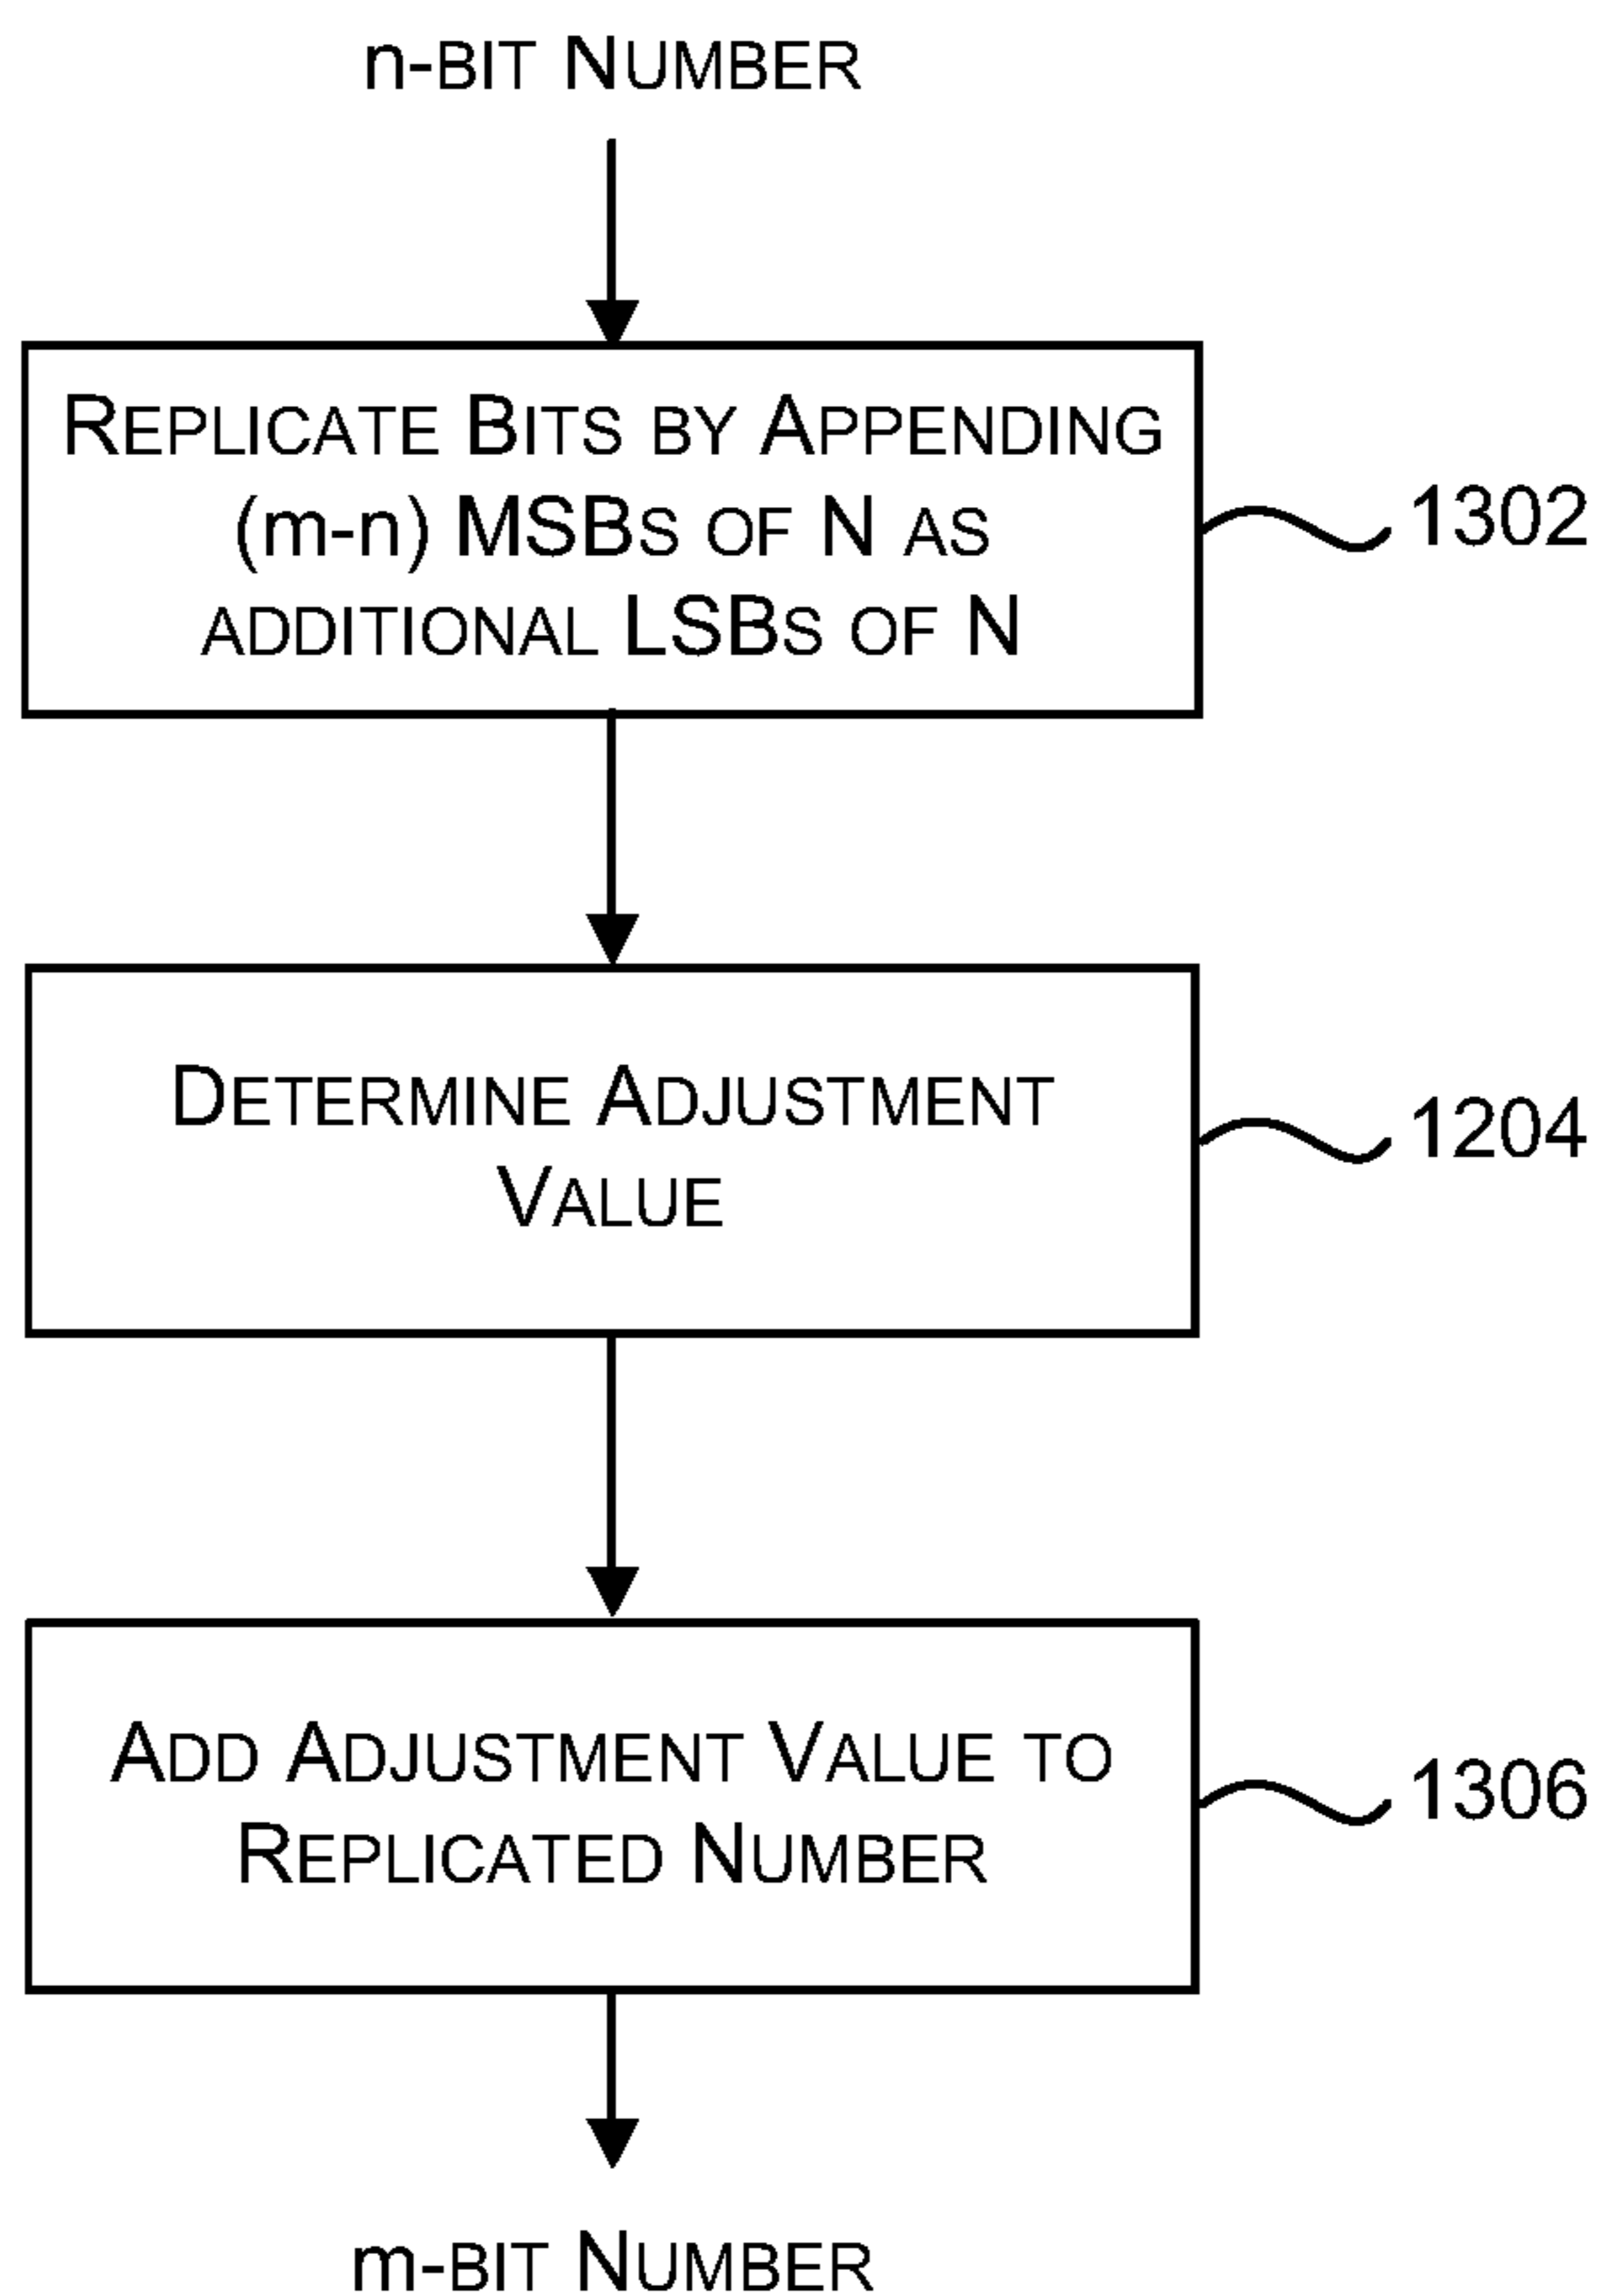 n-BIT NUMBER
REPLICATE BITS BY APPENDING
(m-n) MSBS OF N AS
ADDITIONAL LSBS OF N
1302
DETERMINE ADJUSTMENT
VALUE
1204
ADD ADJUSTMENT VALUE TO
REPLICATED NUMBER
1306
m-BIT NUMBER